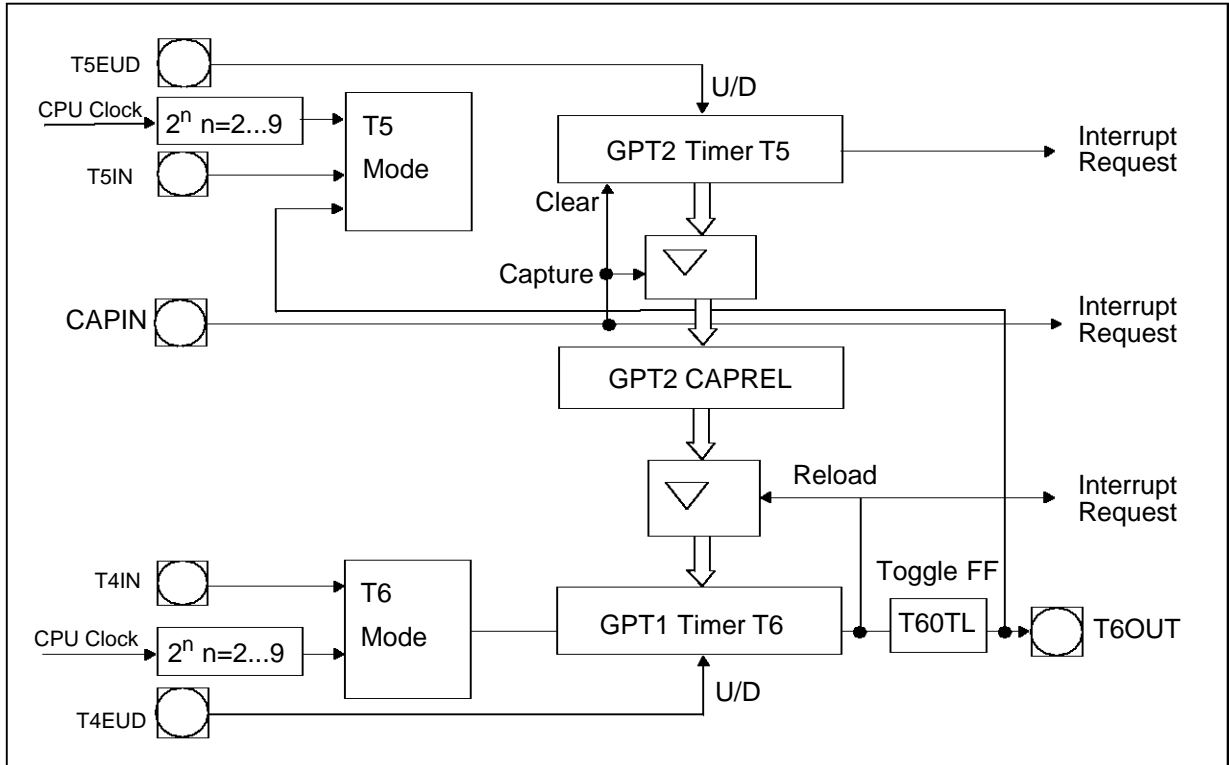 T5EUD
U/D
CPU Clock
2n n=2...9
T5
Mode
GPT2 Timer T5
Interrupt
Request
T5IN
Clear
Capture
CAPIN
Interrupt
Request
GPT2 CAPREL
Reload
Interrupt
Request
T4IN
T6
Mode
Toggle FF
GPT1 Timer T6
T60TL
T6OUT
CPU Clock
2n n=2...9
U/D
T4EUD